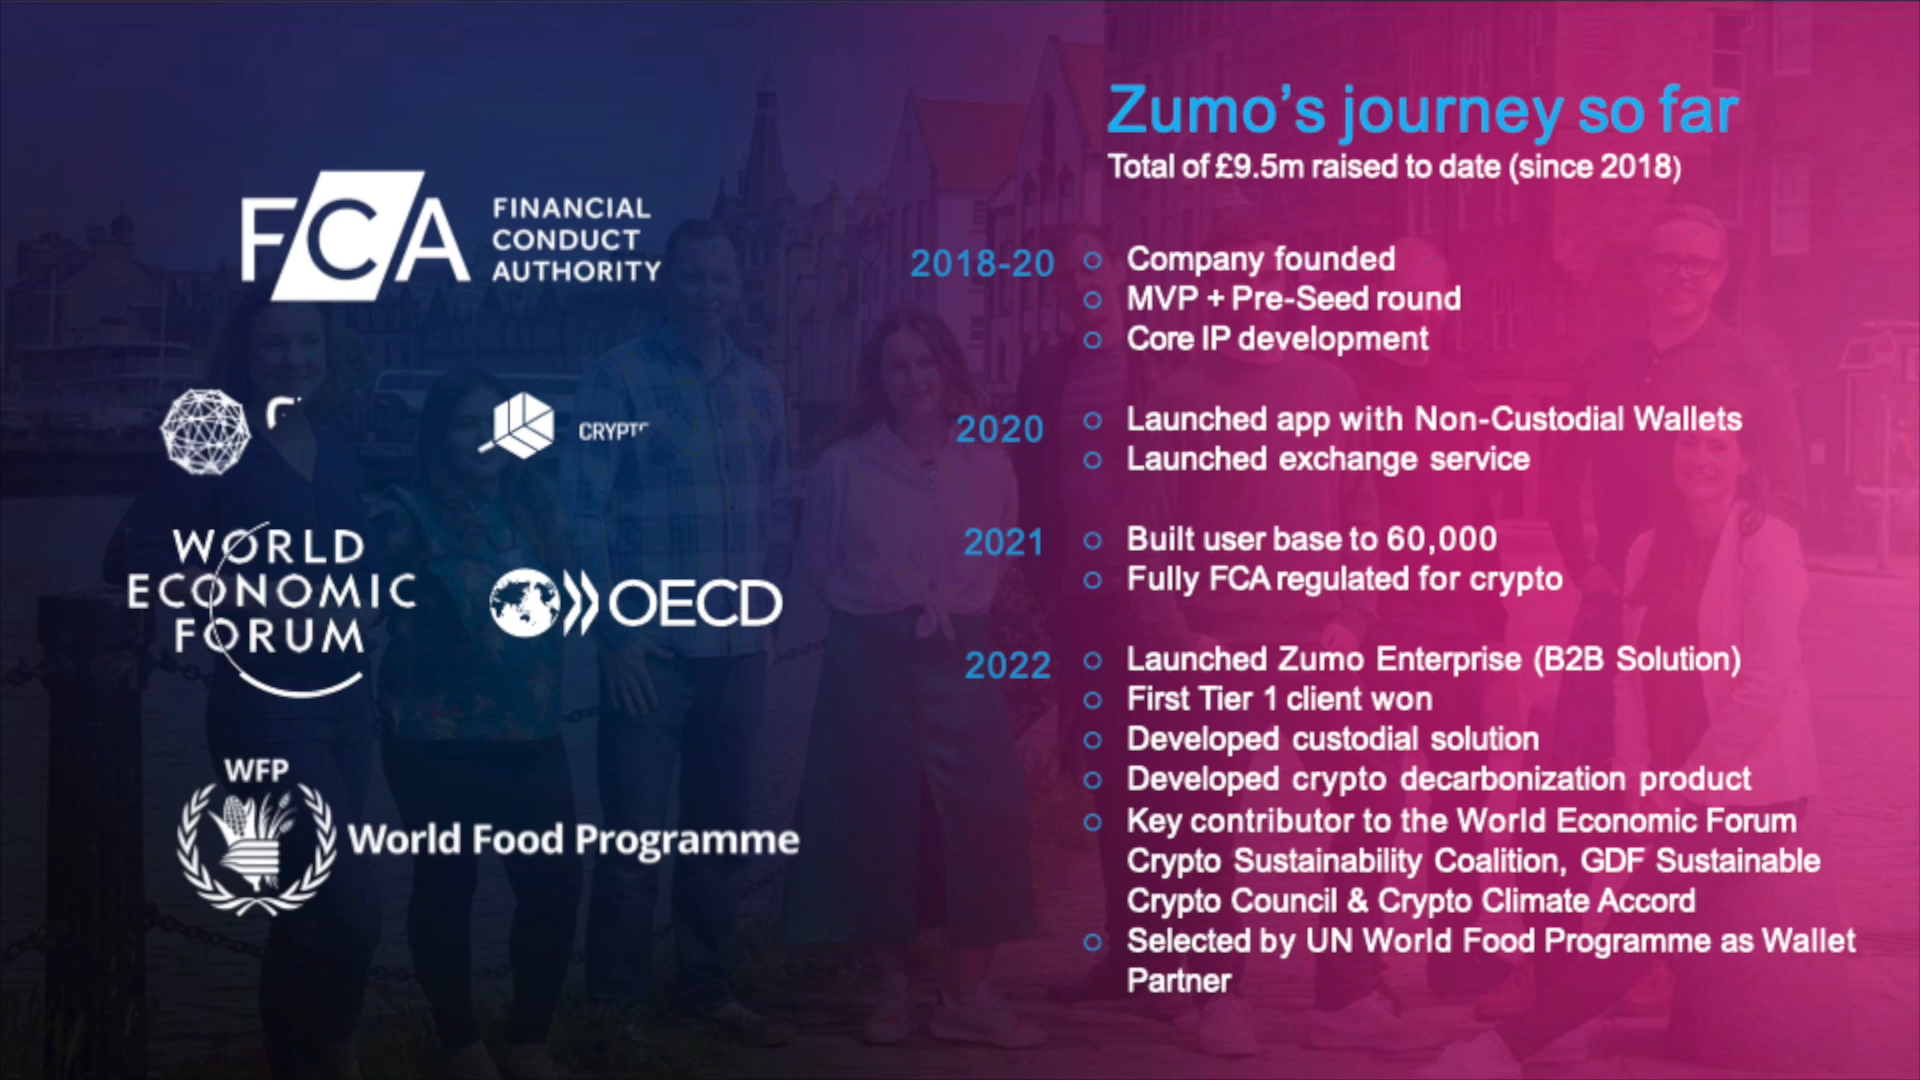 Zumo’s journey so far
Total of £9.5m raised to date (since 2018)
FCA
FINANCIAL
CONDUCT
AUTHORITY
WORLD
ECONOMIC
FORUM
OECD
WFP
World Food Programme
2018-20
Company founded
MVP + Pre-Seed round
Core IP development
2020
Launched app with Non-Custodial Wallets
Launched exchange service
2021
Built user base to 60,000
Fully FCA regulated for crypto
2022
Launched Zumo Enterprise (B2B Solution)
First Tier 1 client won
Developed custodial solution
Developed crypto decarbonization product
Key contributor to the World Economic Forum
Crypto Sustainability Coalition, GDF Sustainable
Crypto Council & Crypto Climate Accord
Selected by UN World Food Programme as Wallet
Partner